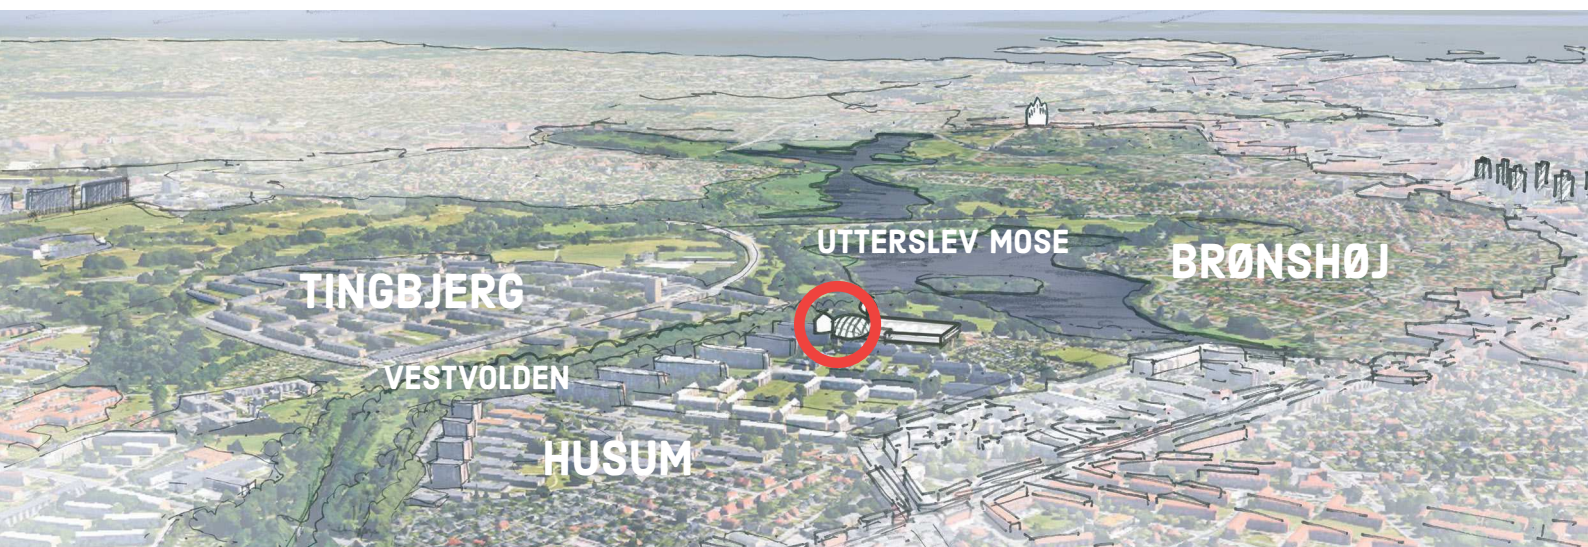 UTTERSLEV MOSE
BRØNSHØJ
TINGBJERG
VESTVOLDEN
HUSUM